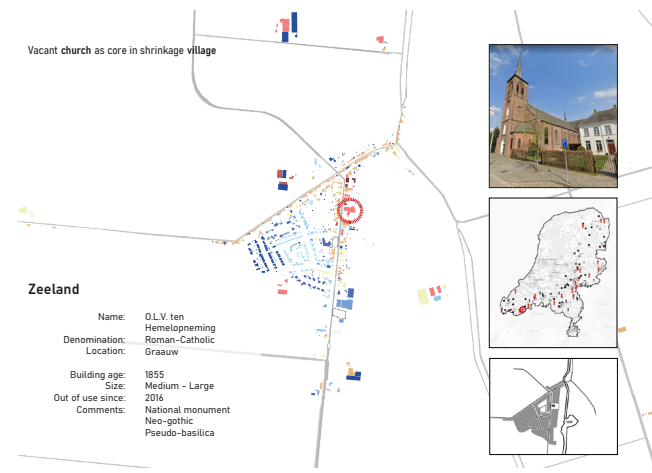 Vacant church as core in shrinkage village
Zeeland
Name: O.L.V. ten
Hemelopneming
Denomination: Roman-Catholic
Location: Graauw
Building age: 1855
Size: Medium - Large
Out of use since: 2016
Comments: National monument
Neo-gothic
Pseudo-basilica